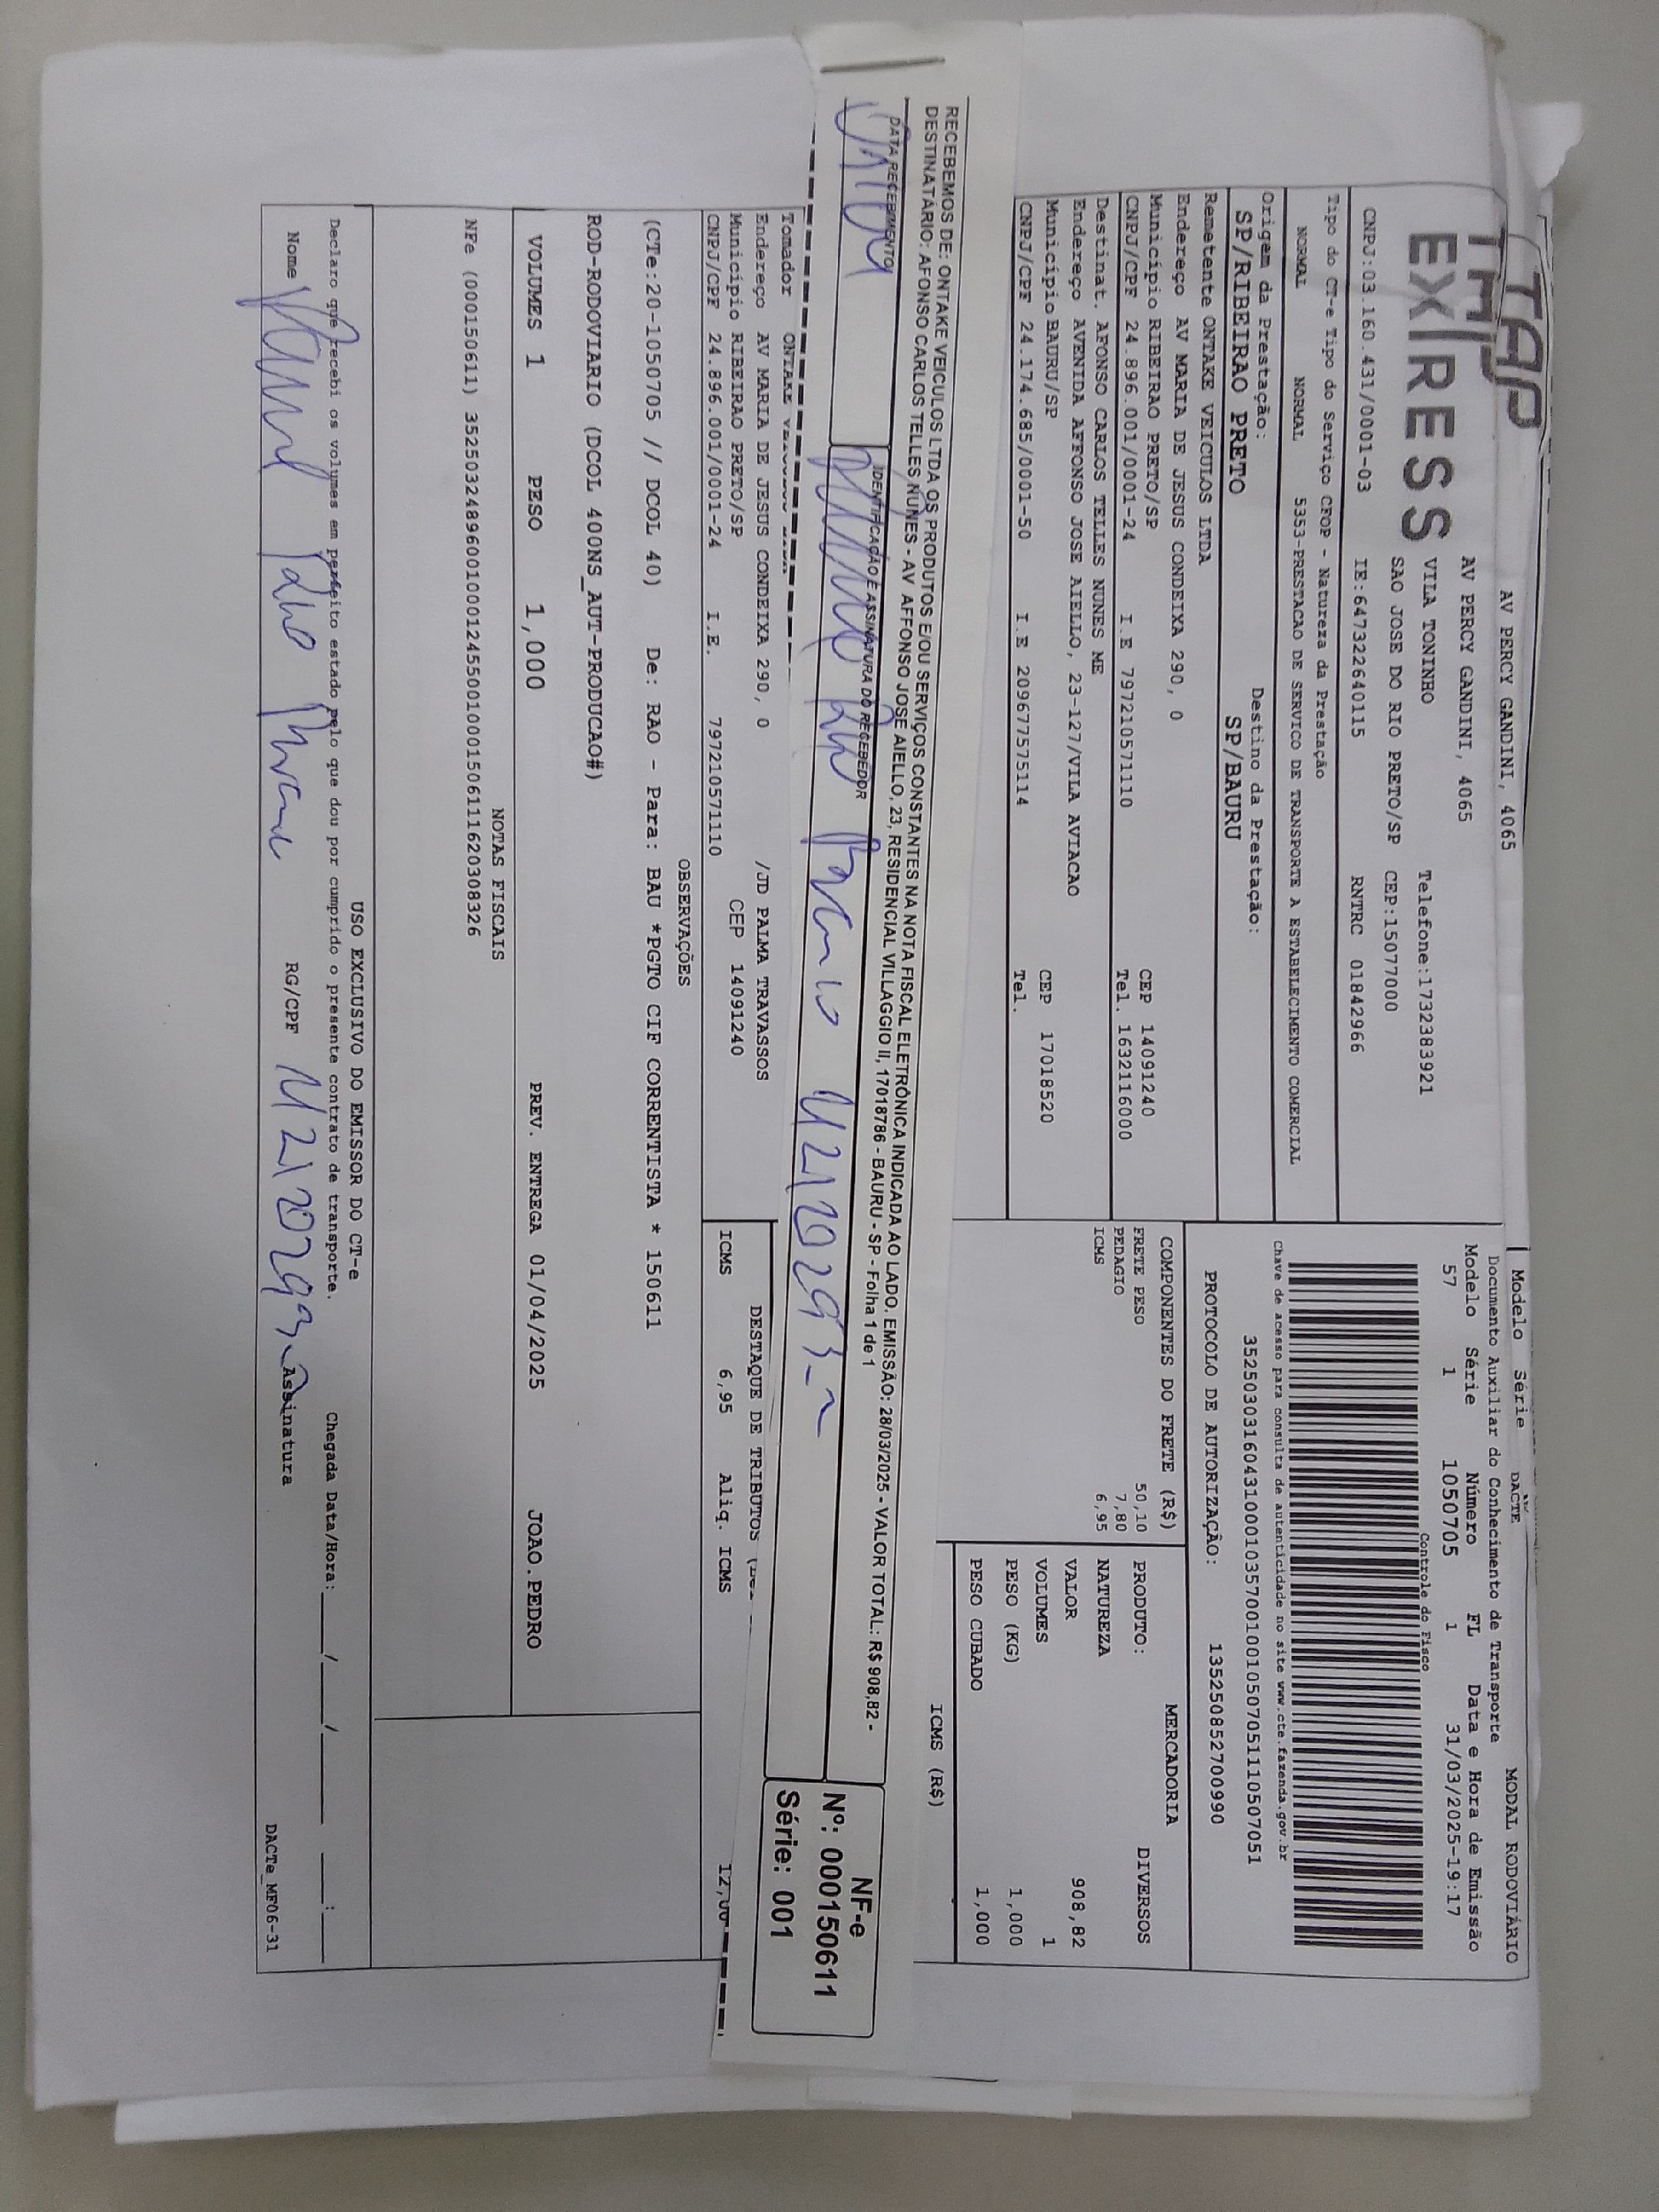 TAP
AV PERCY GANDINI, 4065
Modelo Série DACTE MODAL RODOVIÁRIO
EXPRESS
AV PERCY GANDINI, 4065
VILA TONINHO Telefone:1732383921
SAO JOSE DO RIO PRETO/SP CEP:15077000
CNPJ:03.160.431/0001-03 IE:647322640115 RNTRC 01842966
Documento Auxiliar do Conhecimento de Transporte
Modelo Série Número FL Data e Hora de Emissão
57 1 1050705 1 31/03/2025-19:17
Controle do Fisco
Tipo do CT-e Tipo do Serviço CFOP - Natureza da Prestação
NORMAL NORMAL 5353-PRESTACAO DE SERVICO DE TRANSPORTE A ESTABELECIMENTO COMERCIAL
Chave de acesso para consulta de autenticidade no site www.cte.fazenda.gov.br
35250303160431000103570010010507051110507051
Origem da Prestação: Destino da Prestação:
SP/RIBEIRAO PRETO SP/BAURU
PROTOCOLO DE AUTORIZAÇÃO: 135250852700990
Remetente ONTAKE VEICULOS LTDA
Endereço AV MARIA DE JESUS CONDEIXA 290, 0
Município RIBEIRAO PRETO/SP CEP 14091240
CNPJ/CPF 24.896.001/0001-24 I.E 797210571110 Tel. 1632116000
Destinat. AFONSO CARLOS TELLES NUNES ME
Endereço AVENIDA AFFONSO JOSE AIELLO, 23-127/VILA AVIACAO
Município BAURU/SP CEP 17018520
CNPJ/CPF 24.174.685/0001-50 I.E 209677575114 Tel.
COMPONENTES DO FRETE (R$)
FRETE PESO 50,10
PEDAGIO 7,80
ICMS 6,95
MERCADORIA
PRODUTO: DIVERSOS
NATUREZA
VALOR 908,82
VOLUMES 1
PESO (KG) 1,000
PESO CUBADO 1,000
ICMS (R$)
RECEBEMOS DE: ONTAKE VEICULOS LTDA OS PRODUTOS E/OU SERVIÇOS CONSTANTES NA NOTA FISCAL ELETRÔNICA INDICADA AO LADO. EMISSÃO: 28/03/2025 - VALOR TOTAL: R$ 908,82 -
DESTINATÁRIO: AFONSO CARLOS TELLES NUNES - AV AFFONSO JOSE AIELLO, 23, RESIDENCIAL VILLAGGIO II, 17018786 - BAURU - SP - Folha 1 de 1
DATA RECEBIMENTO IDENTIFICAÇÃO E ASSINATURA DO RECEBEDOR
NF-e
Nº: 000150611
Série: 001
Tomador
Endereço AV MARIA DE JESUS CONDEIXA 290, 0 /JD PALMA TRAVASSOS
Município RIBEIRAO PRETO/SP CEP 14091240
CNPJ/CPF 24.896.001/0001-24 I.E. 797210571110
DESTAQUE DE TRIBUTOS
ICMS 6,95 Aliq. ICMS 12,00
OBSERVAÇÕES
(CTe:20-1050705 // DCOL 40) De: RAO - Para: BAU *PGTO CIF CORRENTISTA * 150611
ROD-RODOVIARIO (DCOL 400NS_AUT-PRODUCAO#)
VOLUMES 1 PESO 1,000 PREV. ENTREGA 01/04/2025 JOAO.PEDRO
NOTAS FISCAIS
NFe (000150611) 35250324896001000124550010001506111620308326
USO EXCLUSIVO DO EMISSOR DO CT-e
Declaro que recebi os volumes em perfeito estado pelo que dou por cumprido o presente contrato de transporte. Chegada Data/Hora:___/___/____ ___:___
Nome RG/CPF Assinatura
DACTe_MF06-31